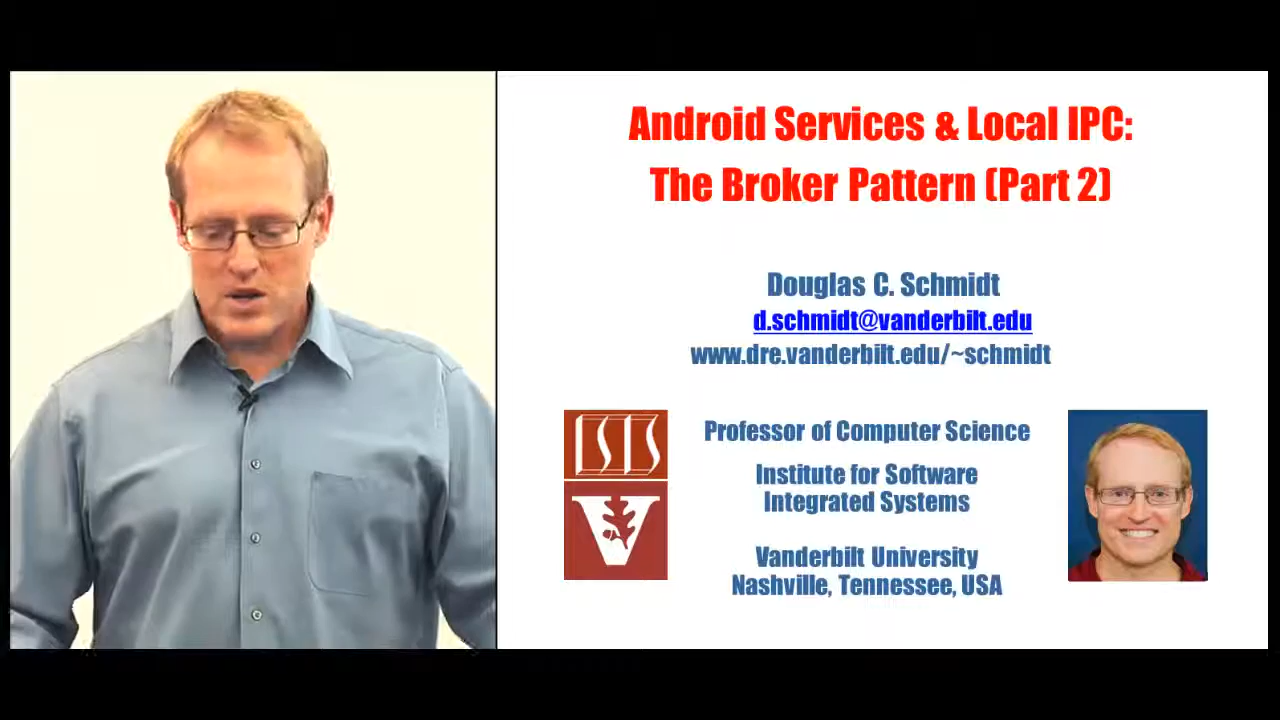 Android Services & Local IPC:
The Broker Pattern (Part 2)
Douglas C. Schmidt
d.schmidt@vanderbilt.edu
www.dre.vanderbilt.edu/~schmidt
ISIS
V
Professor of Computer Science
Institute for Software
Integrated Systems
Vanderbilt University
Nashville, Tennessee, USA